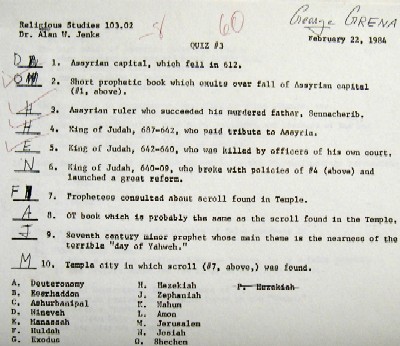 Religious Studies 103.02
Dr. Alan W. Jenks
-8 60 George GRENA
February 22, 1984
QUIZ #3
D 1. Assyrian capital, which fell in 612.
2. Short prophetic book which exults over fall of Assyrian capital
(#1, above).
3. Assyrian ruler who succeeded his murdered father, Sennacherib.
H 4. King of Judah, 687-642, who paid tribute to Assyria.
E 5. King of Judah, 642-640, who was killed by officers of his own court.
N 6. King of Judah, 640-09, who broke with policies of #4 (above) and
launched a great reform.
F 7. Prophetess consulted about scroll found in Temple.
A 8. OT book which is probably the same as the scroll found in the Temple.
J 9. Seventh century minor prophet whose main theme is the nearness of the
terrible "day of Yahweh."
M 10. Temple city in which scroll (#7, above,) was found.
A. Deuteronomy H. Hezekiah P. Hezekiah
B. Eserhaddon J. Zephaniah
C. Ashurbanipal K. Nahum
D. Nineveh L. Amon
E. Manasseh M. Jerusalem
F. Huldah N. Josiah
G. Exodus O. Shechem